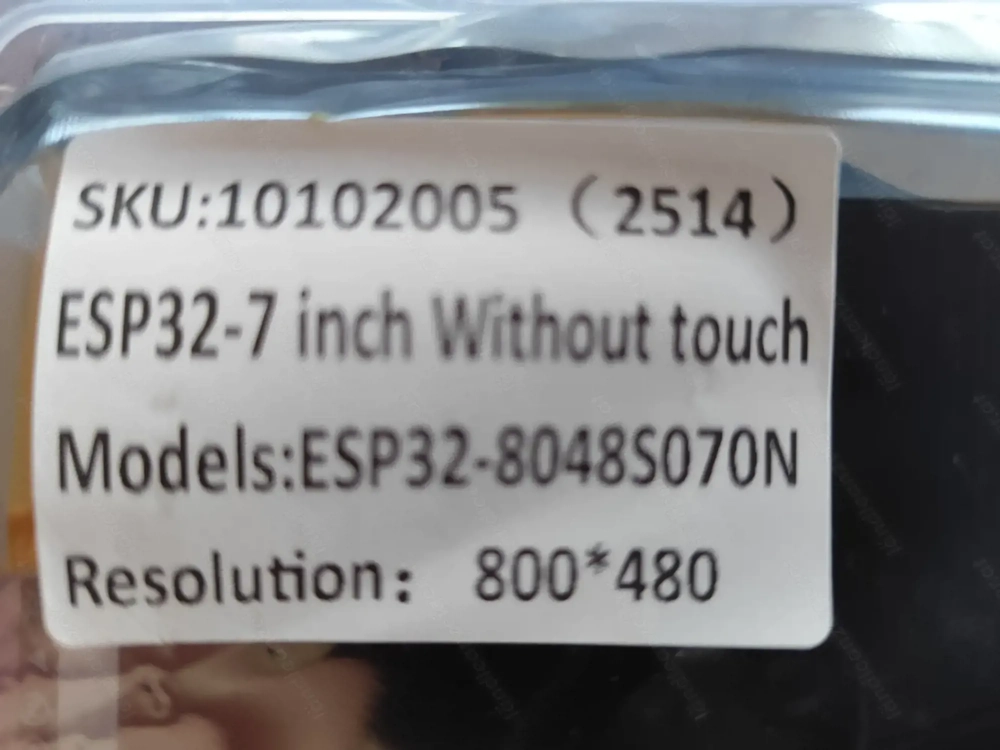 SKU:10102005（2514）
ESP32-7 inch Without touch
Models:ESP32-8048S070N
Resolution： 800*480